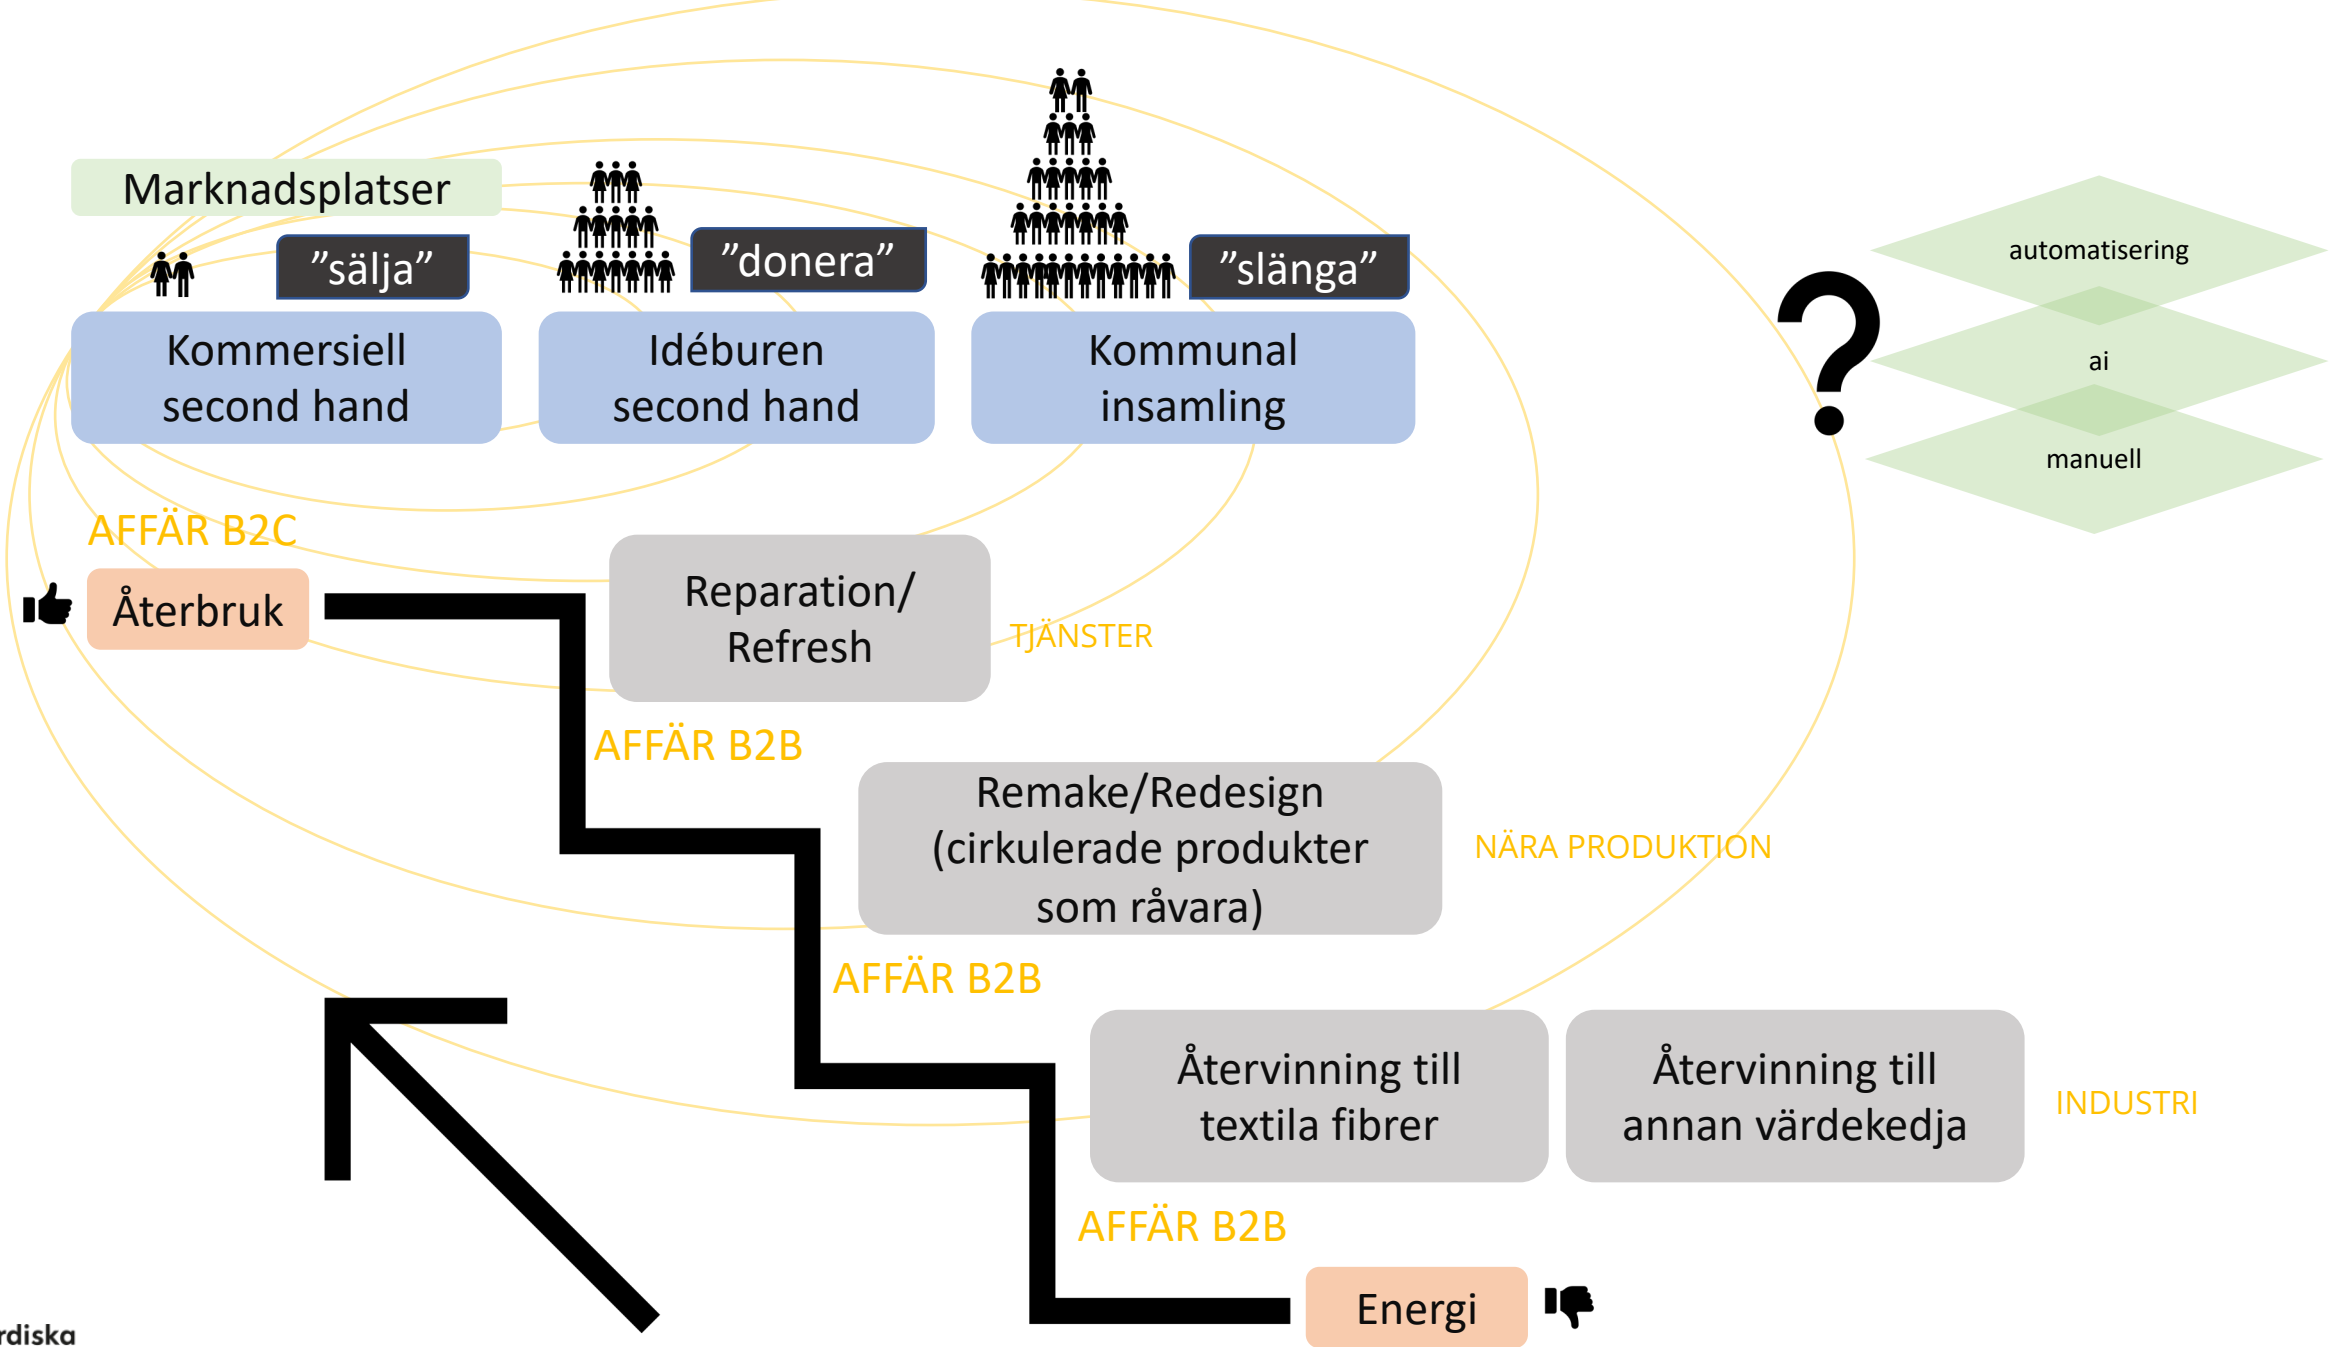 Marknadsplatser
”sälja”
”donera”
”slänga”
Kommersiell
second hand
Idéburen
second hand
Kommunal
insamling
automatisering
ai
manuell
AFFÄR B2C
Återbruk
Reparation/
Refresh
TJÄNSTER
AFFÄR B2B
Remake/Redesign
(cirkulerade produkter
som råvara)
NÄRA PRODUKTION
AFFÄR B2B
Återvinning till
textila fibrer
Återvinning till
annan värdekedja
INDUSTRI
AFFÄR B2B
Energi
rdiska